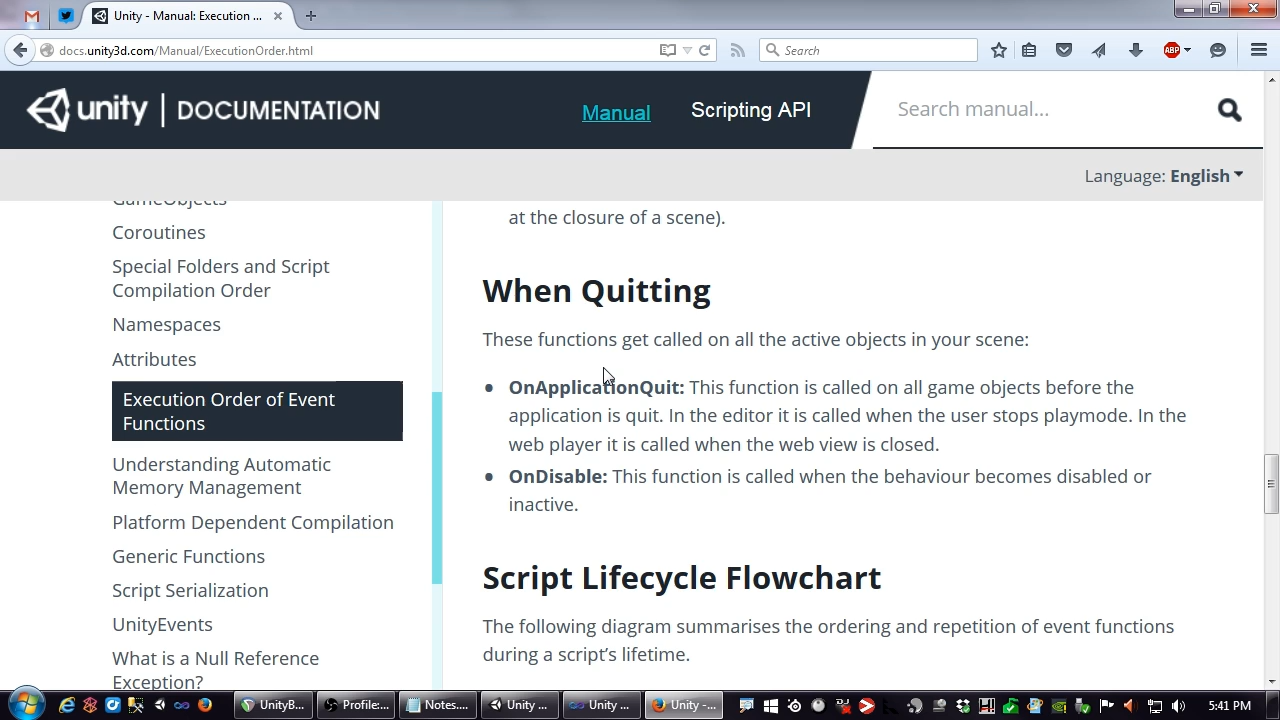 Unity - Manual: Execution ...
docs.unity3d.com/Manual/ExecutionOrder.html
Search
ABP
unity | DOCUMENTATION
Manual
Scripting API
Search manual...
Language: English
GameObjects
Coroutines
Special Folders and Script
Compilation Order
Namespaces
Attributes
Execution Order of Event
Functions
Understanding Automatic
Memory Management
Platform Dependent Compilation
Generic Functions
Script Serialization
UnityEvents
What is a Null Reference
Exception?
at the closure of a scene).
When Quitting
These functions get called on all the active objects in your scene:
• OnApplicationQuit: This function is called on all game objects before the
application is quit. In the editor it is called when the user stops playmode. In the
web player it is called when the web view is closed.
• OnDisable: This function is called when the behaviour becomes disabled or
inactive.
Script Lifecycle Flowchart
The following diagram summarises the ordering and repetition of event functions
during a script's lifetime.
UnityB...
Profile:...
Notes....
Unity ...
Unity ...
Unity -...
5:41 PM